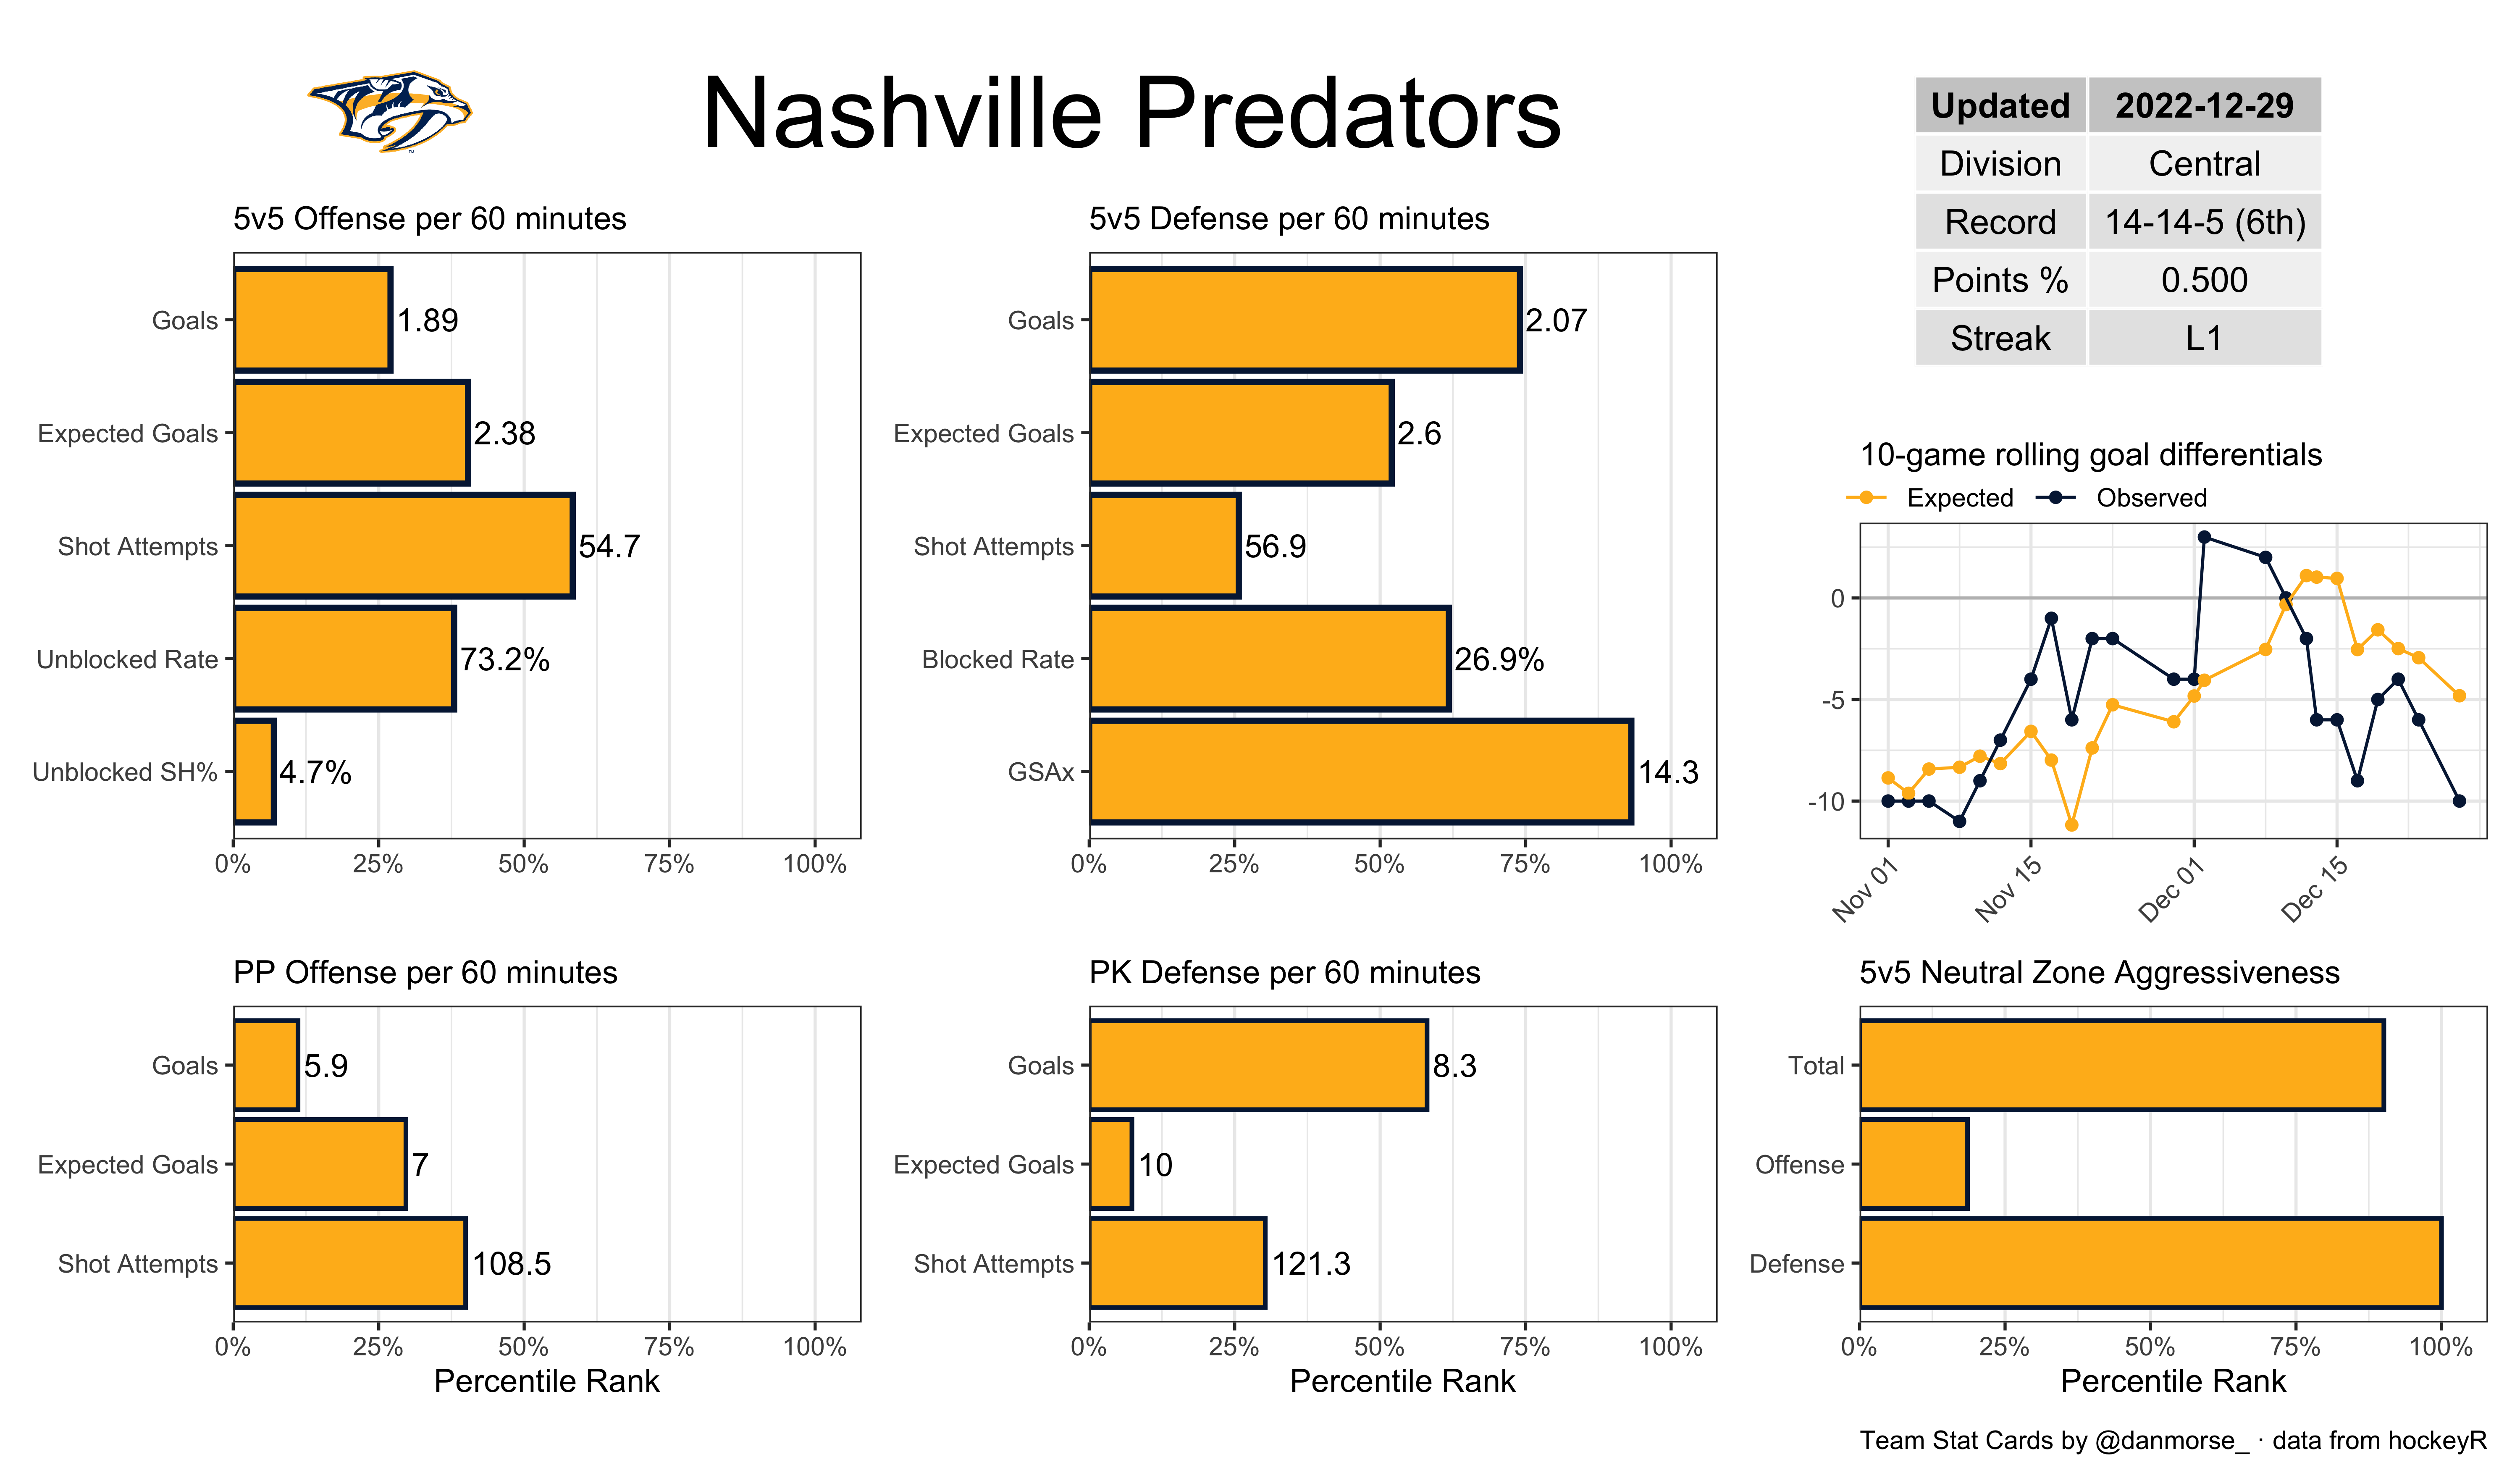 Nashville Predators
Updated 2022-12-29
Division Central
Record 14-14-5 (6th)
Points % 0.500
Streak L1
5v5 Offense per 60 minutes
Goals 1.89
Expected Goals 2.38
Shot Attempts 54.7
Unblocked Rate 73.2%
Unblocked SH% 4.7%
0% 25% 50% 75% 100%
5v5 Defense per 60 minutes
Goals 2.07
Expected Goals 2.6
Shot Attempts 56.9
Blocked Rate 26.9%
GSAx 14.3
0% 25% 50% 75% 100%
10-game rolling goal differentials
Expected Observed
0
-5
-10
Nov 01 Nov 15 Dec 01 Dec 15
PP Offense per 60 minutes
Goals 5.9
Expected Goals 7
Shot Attempts 108.5
0% 25% 50% 75% 100%
Percentile Rank
PK Defense per 60 minutes
Goals 8.3
Expected Goals 10
Shot Attempts 121.3
0% 25% 50% 75% 100%
Percentile Rank
5v5 Neutral Zone Aggressiveness
Total
Offense
Defense
0% 25% 50% 75% 100%
Percentile Rank
Team Stat Cards by @danmorse_ · data from hockeyR